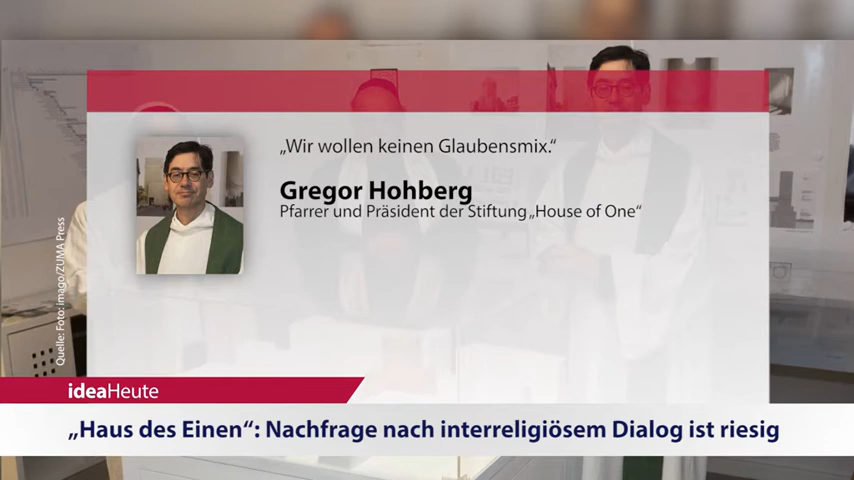 „Wir wollen keinen Glaubensmix.“
Gregor Hohberg
Pfarrer und Präsident der Stiftung „House of One“
Quelle: Foto: imago/ZUMA Press
ideaHeute
„Haus des Einen“: Nachfrage nach interreligiösem Dialog ist riesig